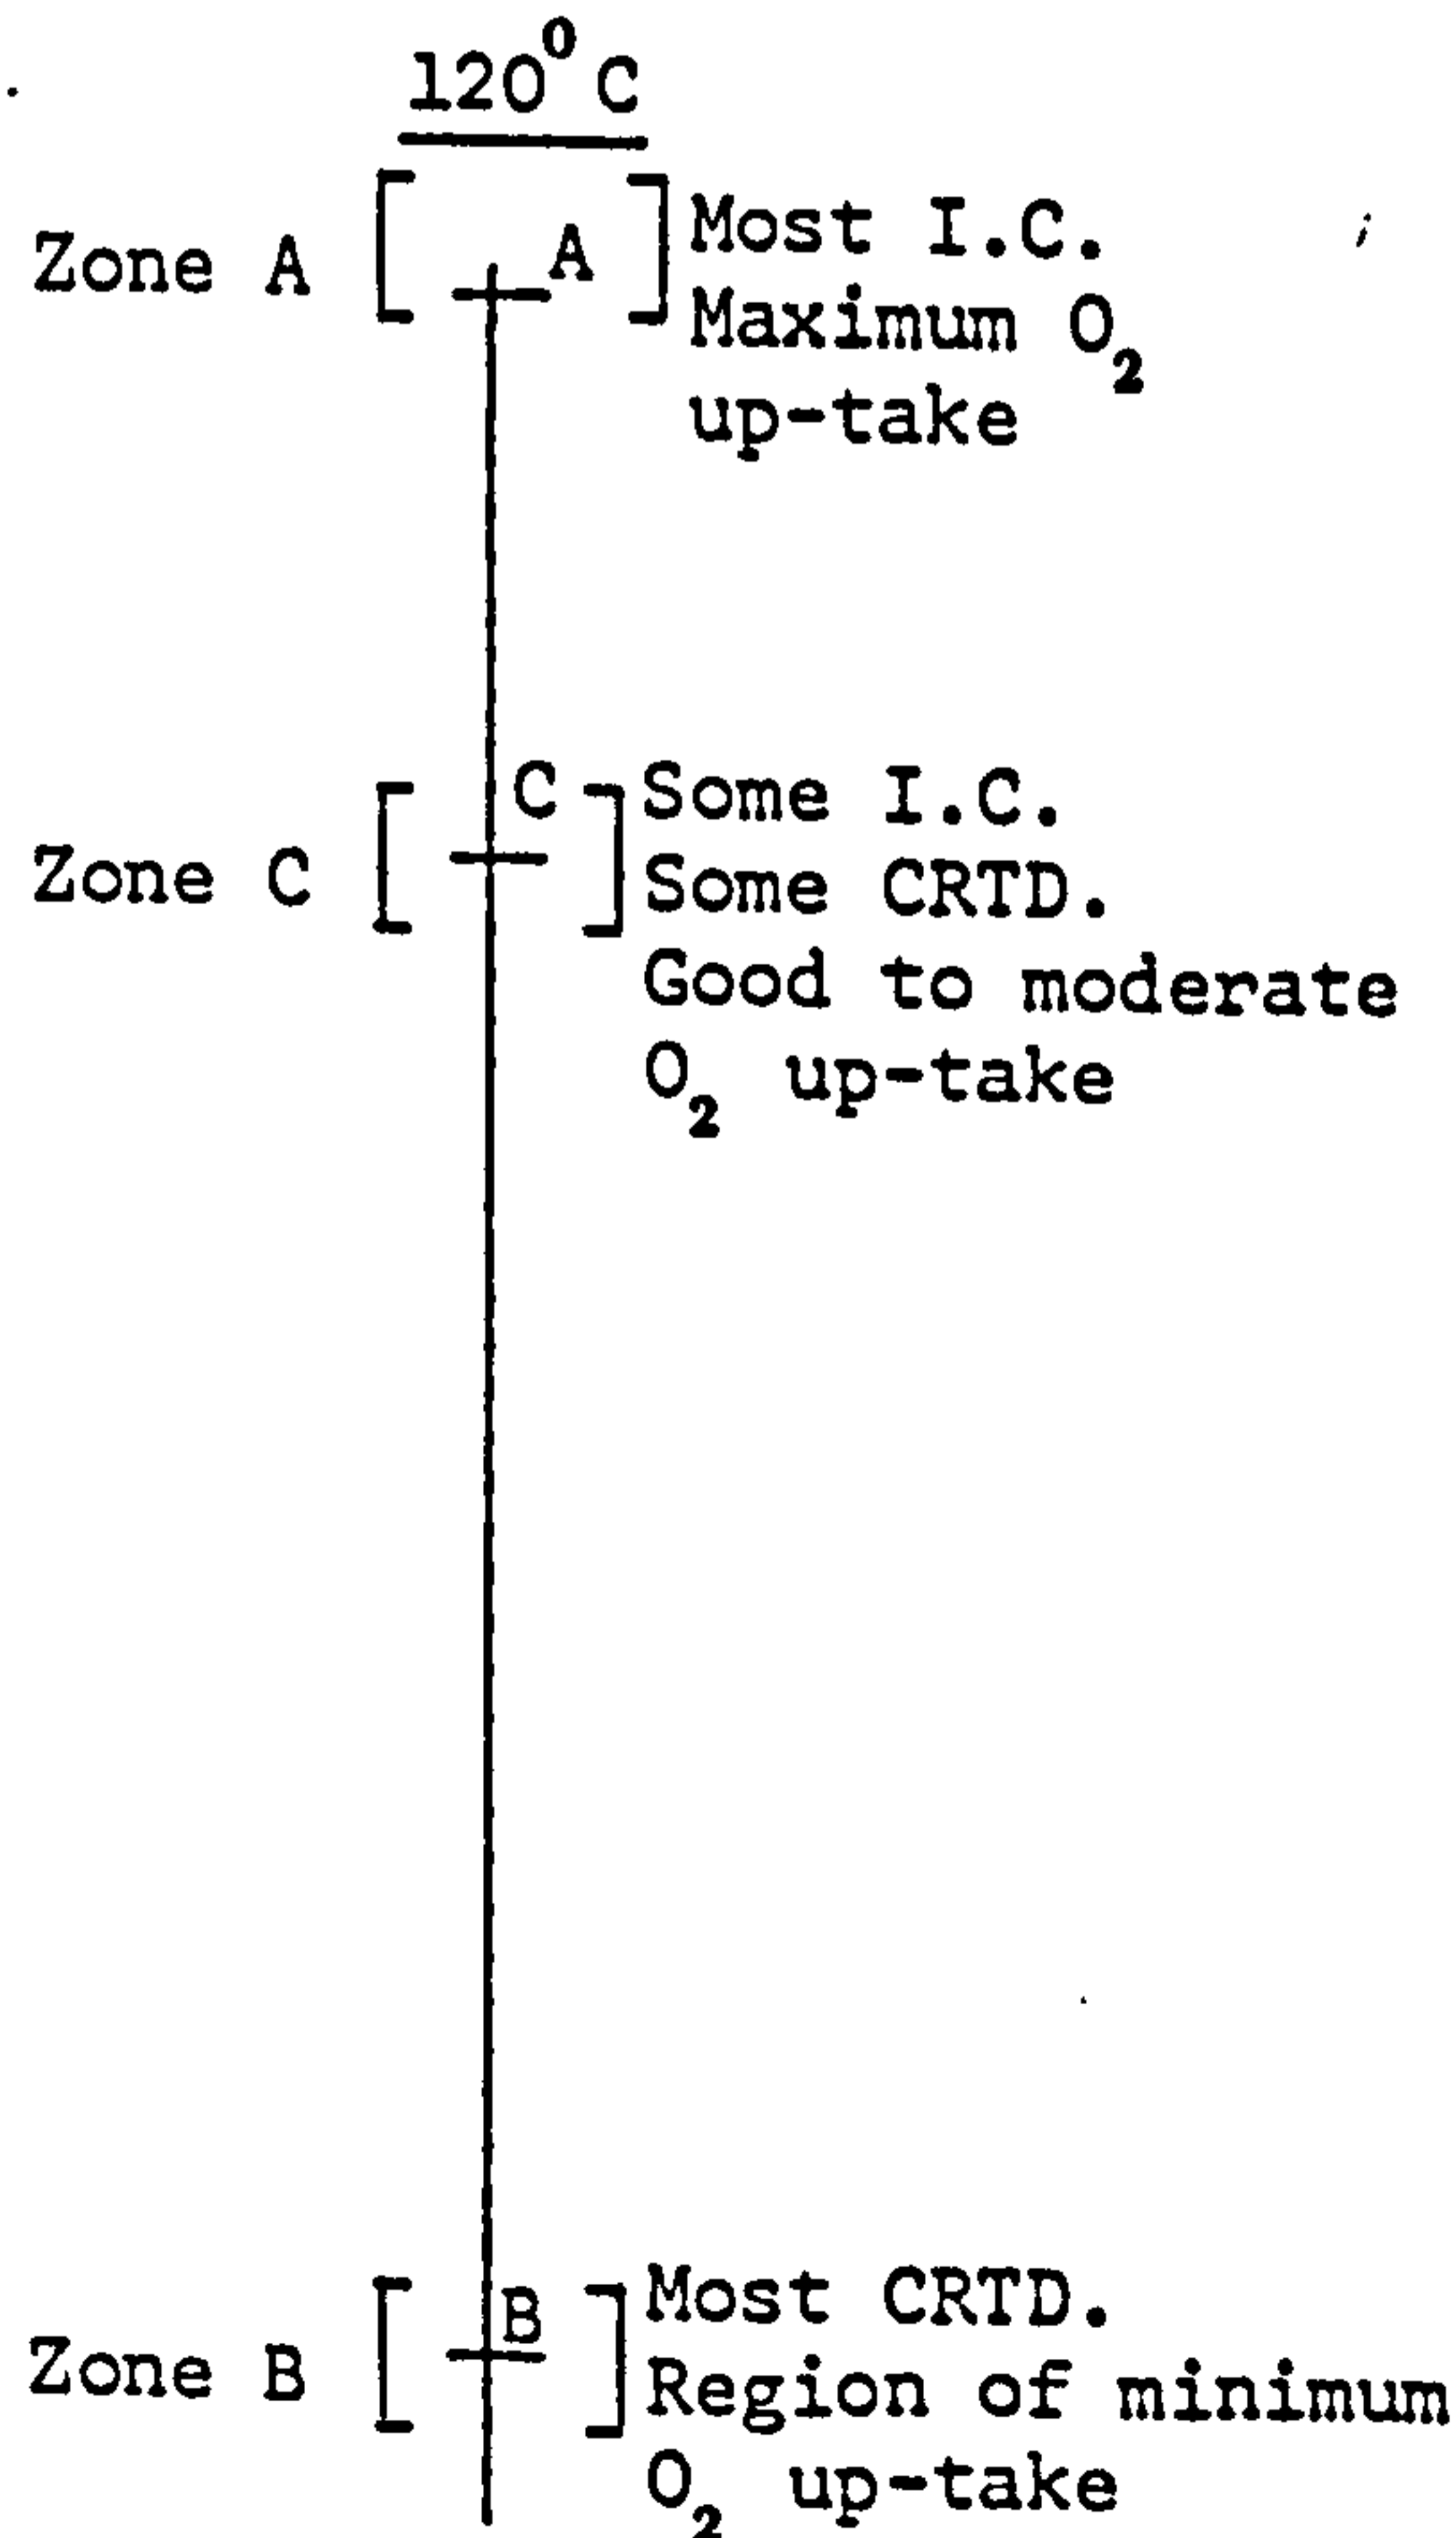 120⁰C
Zone A
A
Most I.C.
Maximum O₂
up-take
Zone C
C
Some I.C.
Some CRTD.
Good to moderate
O₂ up-take
Zone B
B
Most CRTD.
Region of minimum
O₂ up-take